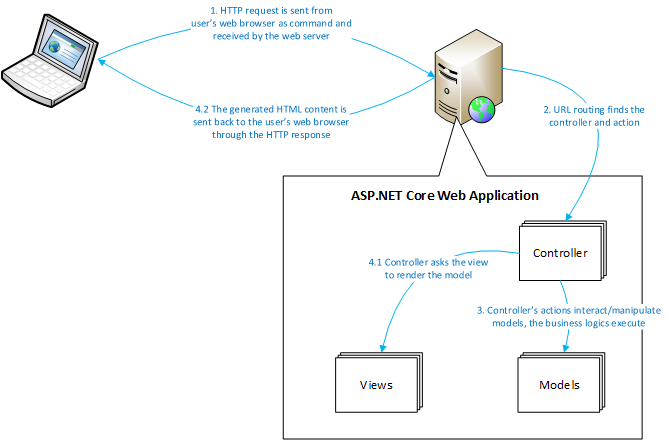 1. HTTP request is sent from
user's web browser as command and
received by the web server
4.2 The generated HTML content is
sent back to the user's web browser
through the HTTP response
2. URL routing finds the
controller and action
ASP.NET Core Web Application
Controller
4.1 Controller asks the view
to render the model
3. Controller's actions interact/manipulate
models, the business logics execute
Views
Models